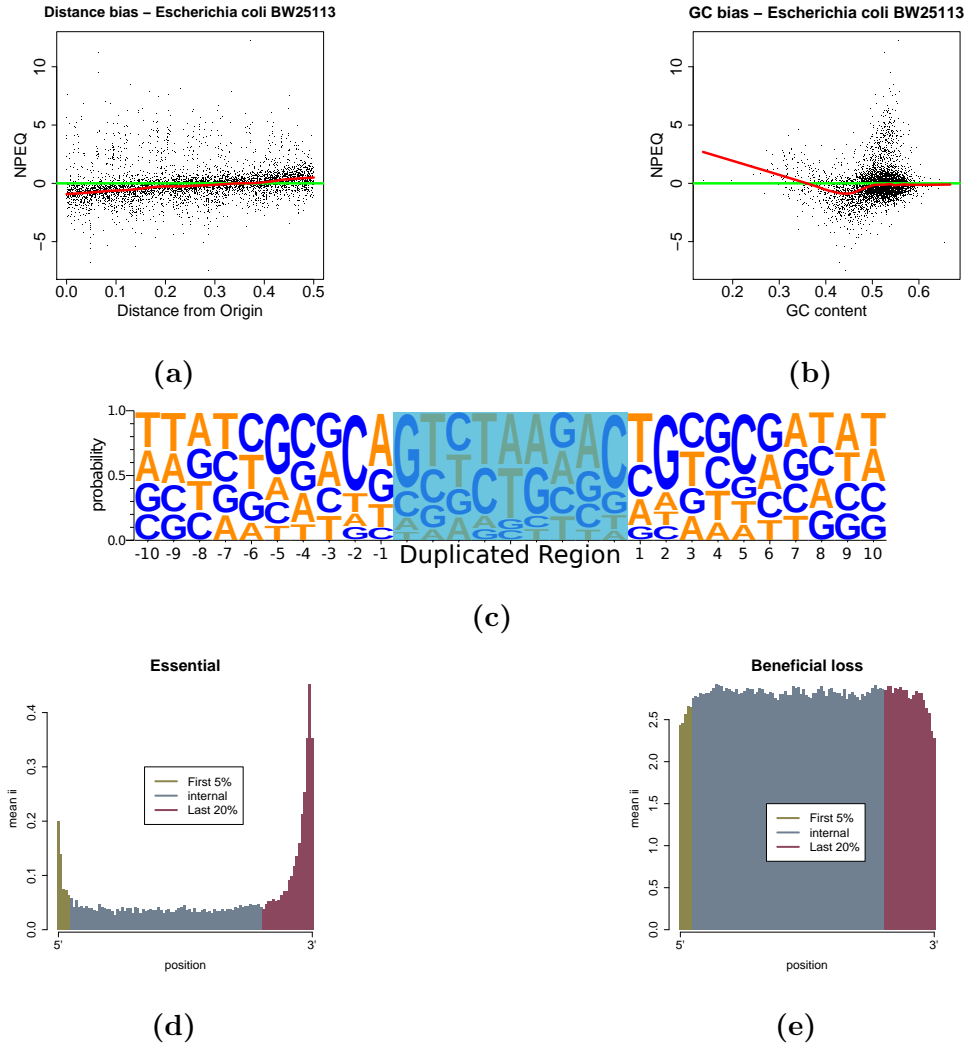 Distance bias – Escherichia coli BW25113
NPEQ
10
5
0
−5
0.0 0.1 0.2 0.3 0.4 0.5
Distance from Origin
(a)
GC bias – Escherichia coli BW25113
NPEQ
10
5
0
−5
0.2 0.3 0.4 0.5 0.6
GC content
(b)
probability
1.0
0.5
0.0
-10 -9 -8 -7 -6 -5 -4 -3 -2 -1 Duplicated Region 1 2 3 4 5 6 7 8 9 10
(c)
Essential
mean ii
0.4
0.3
0.2
0.1
0.0
First 5%
internal
Last 20%
5' 3'
position
(d)
Beneficial loss
mean ii
2.5
2.0
1.5
1.0
0.5
0.0
First 5%
internal
Last 20%
5' 3'
position
(e)